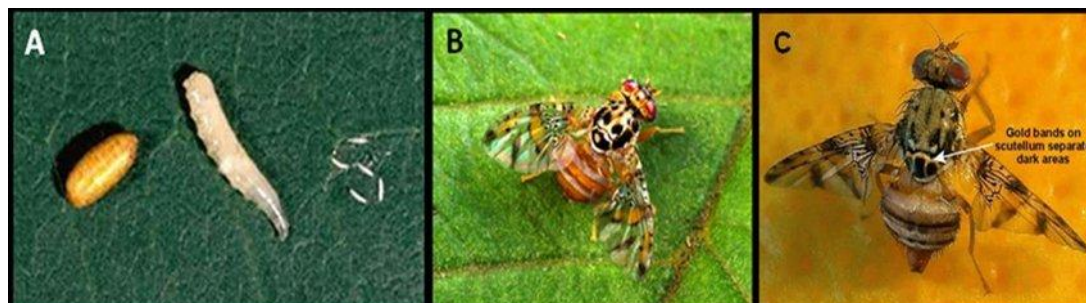 A
B
C
Gold bands on
scutellum separat
dark areas